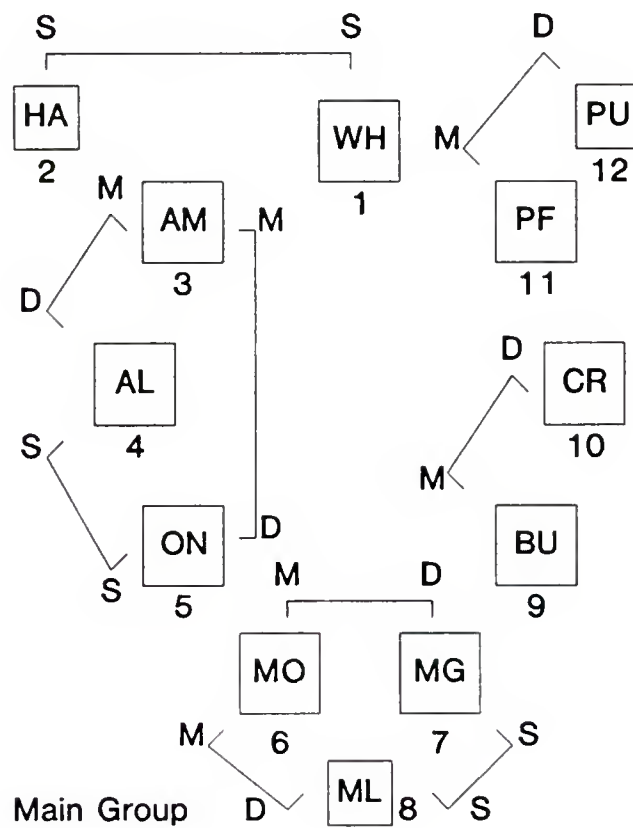 S S D
HA WH M PU
2 1 12
M AM M PF
3 11
D
AL D CR
4 10
S M
ON D BU
S 5 9
M D
MO MG
M 6 7 S
ML
Main Group D 8 S